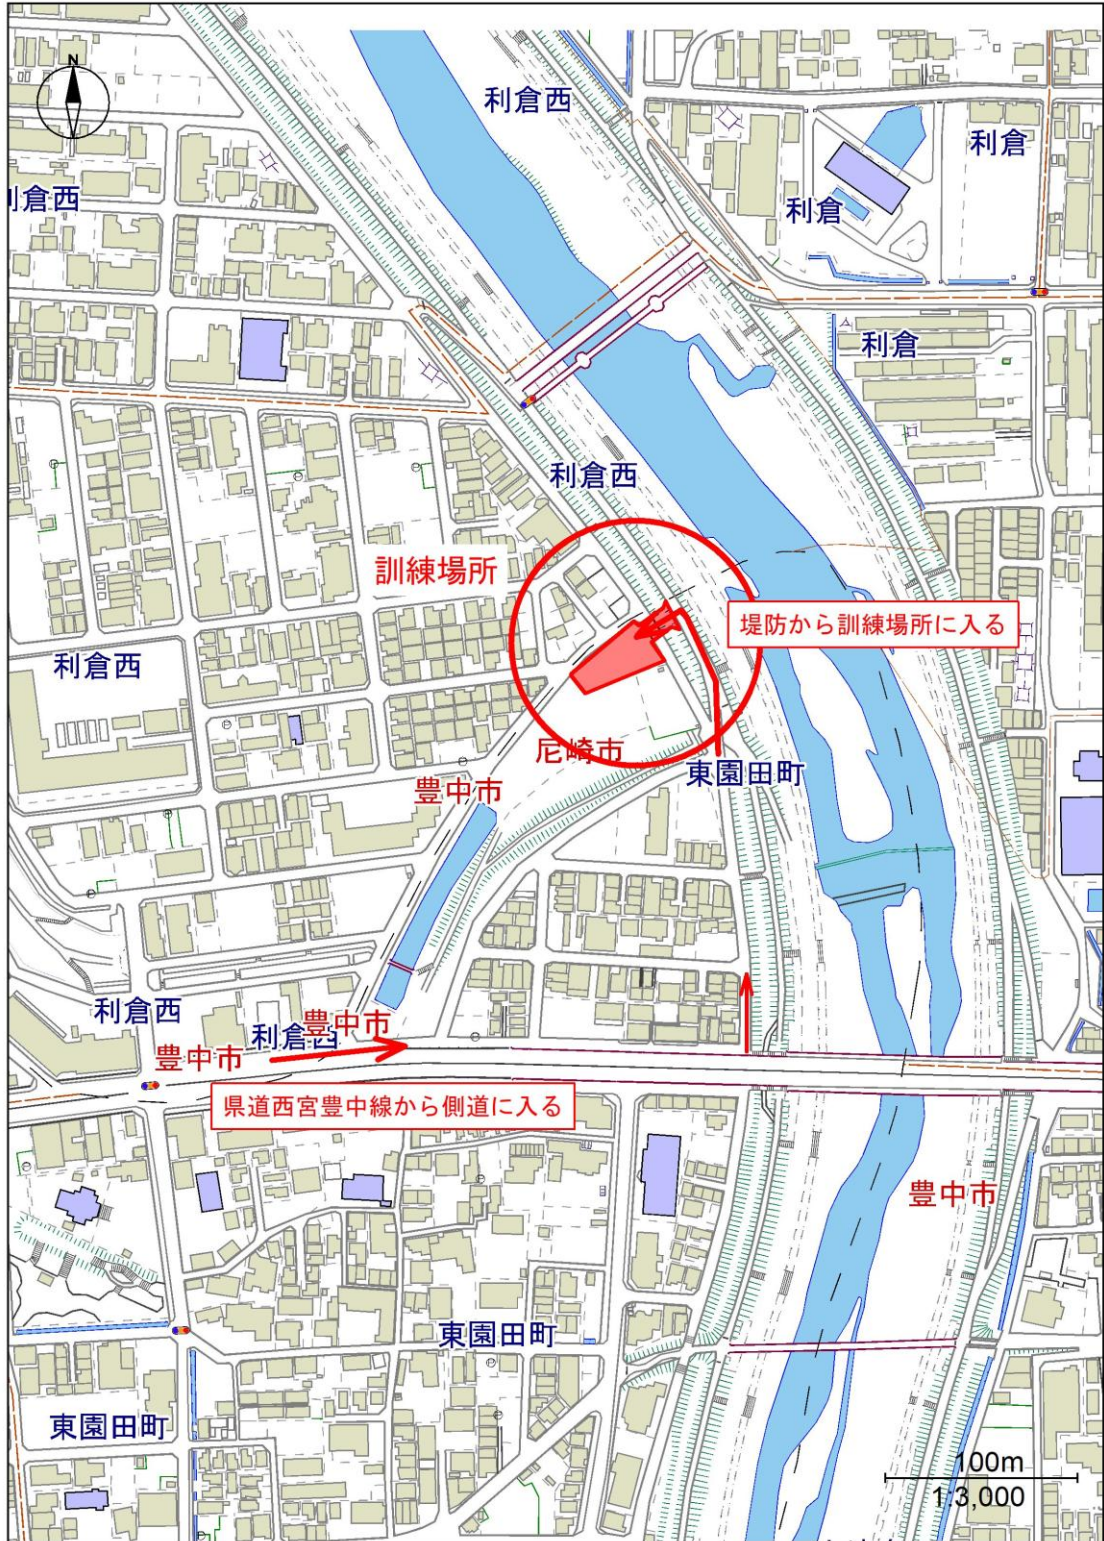 N
利倉西
利倉
利倉西
利倉
利倉
利倉西
訓練場所
堤防から訓練場所に入る
利倉西
尼崎市
東園田町
豊中市
利倉西
豊中市
利倉西
豊中市
県道西宮豊中線から側道に入る
豊中市
東園田町
東園田町
100m
1:3,000